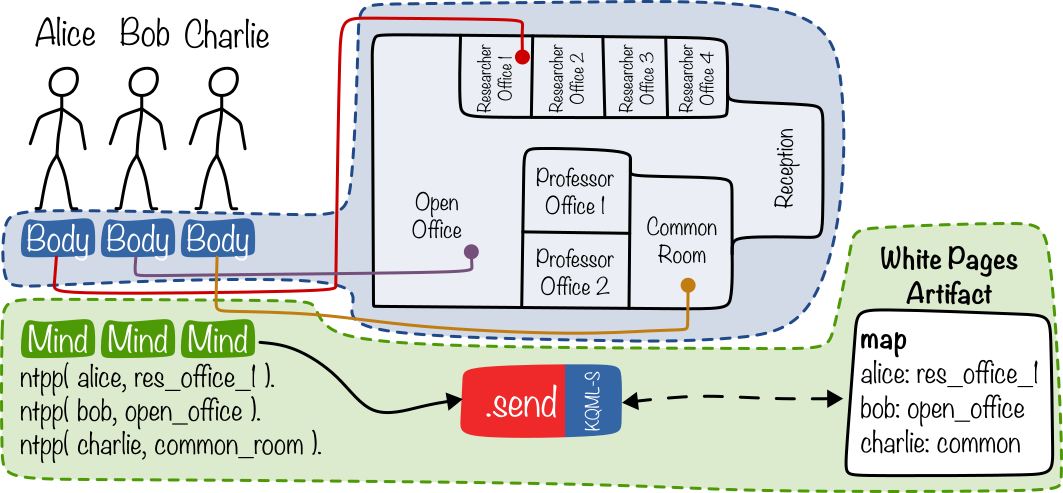 Alice Bob Charlie
Researcher
Office 1
Researcher
Office 2
Researcher
Office 3
Researcher
Office 4
Reception
Open
Office
Professor
Office 1
Professor
Office 2
Common
Room
Body Body Body
Mind Mind Mind
ntpp( alice, res_office_1 ).
ntpp( bob, open_office ).
ntpp( charlie, common_room ).
.send
KQML-S
White Pages
Artifact
map
alice: res_office_1
bob: open_office
charlie: common